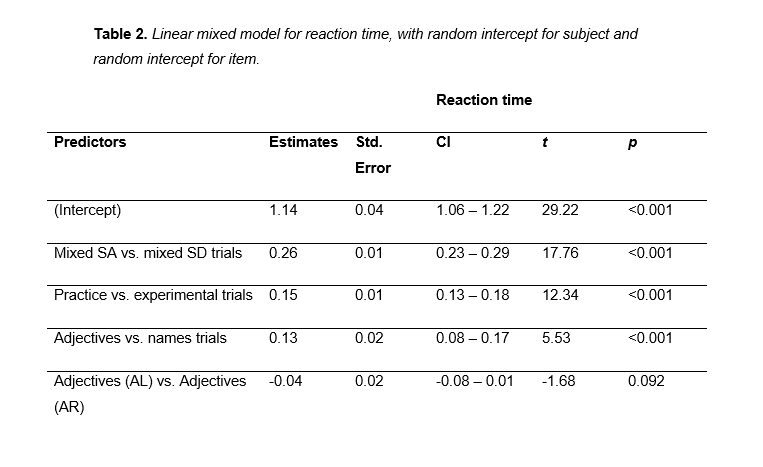 Table 2. Linear mixed model for reaction time, with random intercept for subject and
random intercept for item.
Reaction time
Predictors Estimates Std. Error CI t p
(Intercept) 1.14 0.04 1.06 – 1.22 29.22 <0.001
Mixed SA vs. mixed SD trials 0.26 0.01 0.23 – 0.29 17.76 <0.001
Practice vs. experimental trials 0.15 0.01 0.13 – 0.18 12.34 <0.001
Adjectives vs. names trials 0.13 0.02 0.08 – 0.17 5.53 <0.001
Adjectives (AL) vs. Adjectives -0.04 0.02 -0.08 – 0.01 -1.68 0.092
(AR)